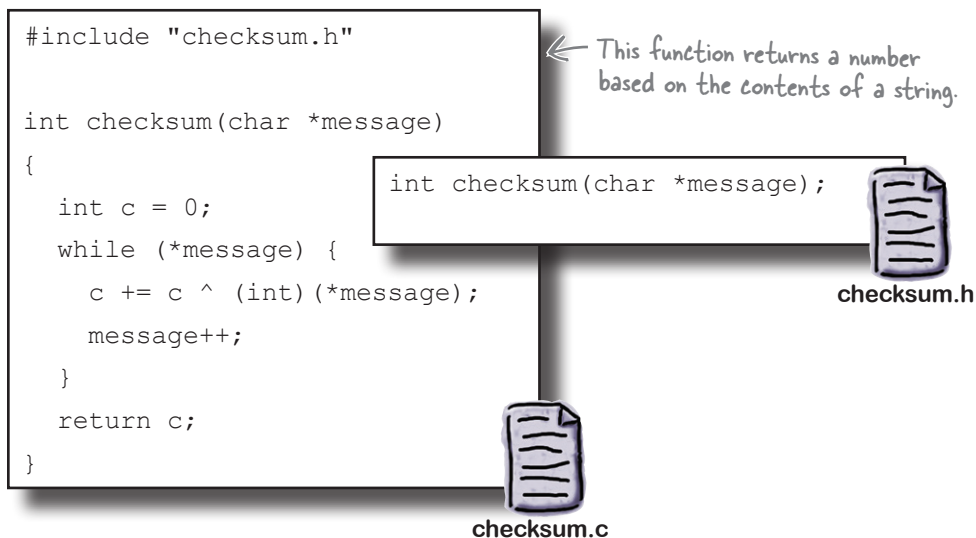 #include "checksum.h"
int checksum(char *message)
{
int c = 0;
while (*message) {
c += c ^ (int)(*message);
message++;
}
return c;
}
checksum.c
This function returns a number
based on the contents of a string.
int checksum(char *message);
checksum.h